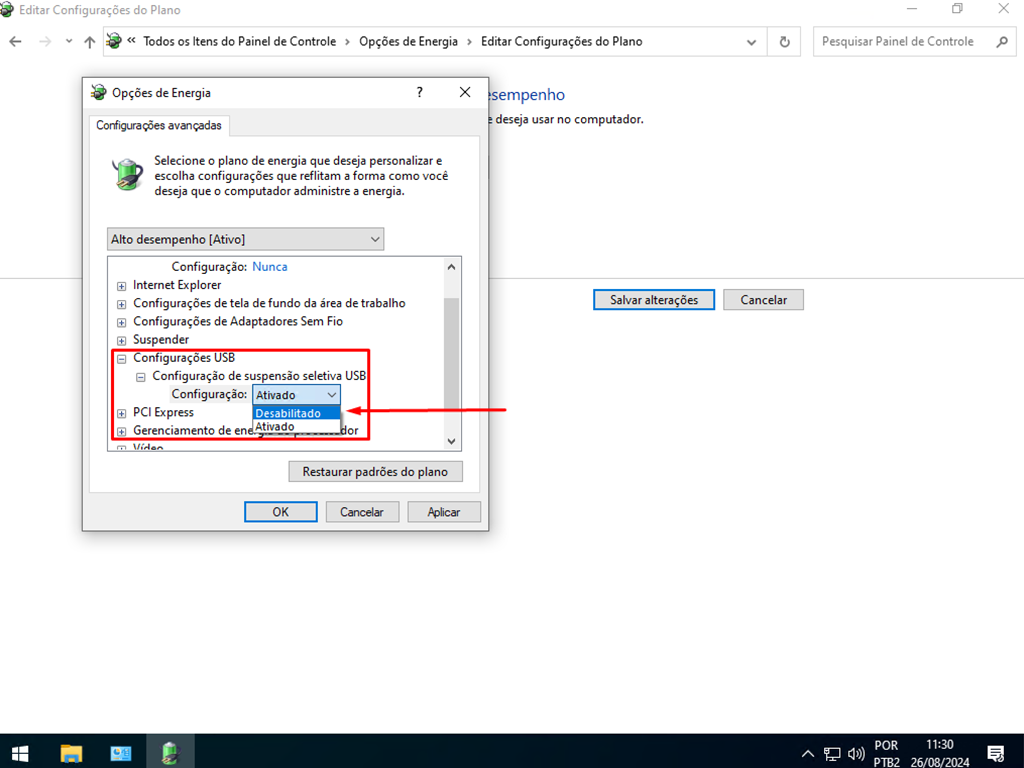 Editar Configurações do Plano
Todos os Itens do Painel de Controle
Opções de Energia
Editar Configurações do Plano
Pesquisar Painel de Controle
Opções de Energia
?
esempenho
e deseja usar no computador.
Configurações avançadas
Selecione o plano de energia que deseja personalizar e
escolha configurações que reflitam a forma como você
deseja que o computador administre a energia.
Alto desempenho [Ativo]
Configuração: Nunca
Internet Explorer
Configurações de tela de fundo da área de trabalho
Configurações de Adaptadores Sem Fio
Suspender
Configurações USB
Configuração de suspensão seletiva USB
Configuração: Ativado
Desabilitado
PCI Express
Ativado
Gerenciamento de
Vídeo
Salvar alterações
Cancelar
Restaurar padrões do plano
OK
Cancelar
Aplicar
POR
PTB2
11:30
26/08/2024